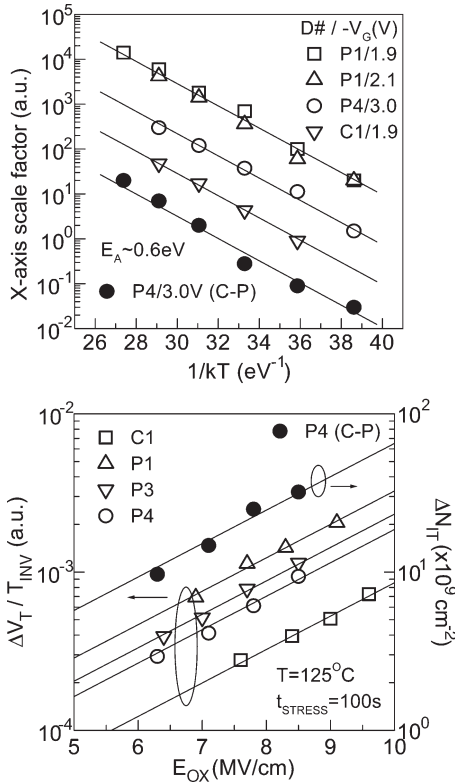 D# / -V_G(V)
P1/1.9
P1/2.1
P4/3.0
C1/1.9
E_A~0.6eV
P4/3.0V (C-P)
X-axis scale factor (a.u.)
10^5
10^4
10^3
10^2
10^1
10^0
10^-1
10^-2
26 28 30 32 34 36 38 40
1/kT (eV^-1)
10^-2
10^-3
10^-4
ΔV_T / T_INV (a.u.)
C1
P1
P3
P4
P4 (C-P)
T=125°C
t_STRESS=100s
10^2
10^1
10^0
ΔN_IT (x10^9 cm^-2)
5 6 7 8 9 10
E_OX (MV/cm)